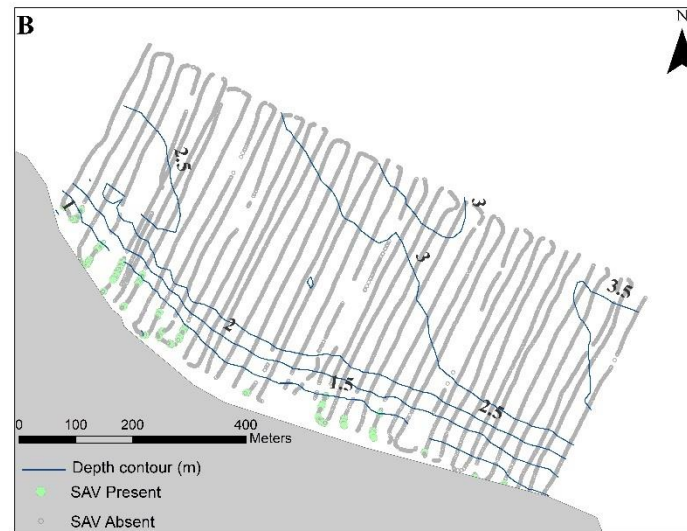 B
N
2.5
3
3
3.5
1
2
1.5
2.5
0 100 200 400
Meters
Depth contour (m)
SAV Present
SAV Absent